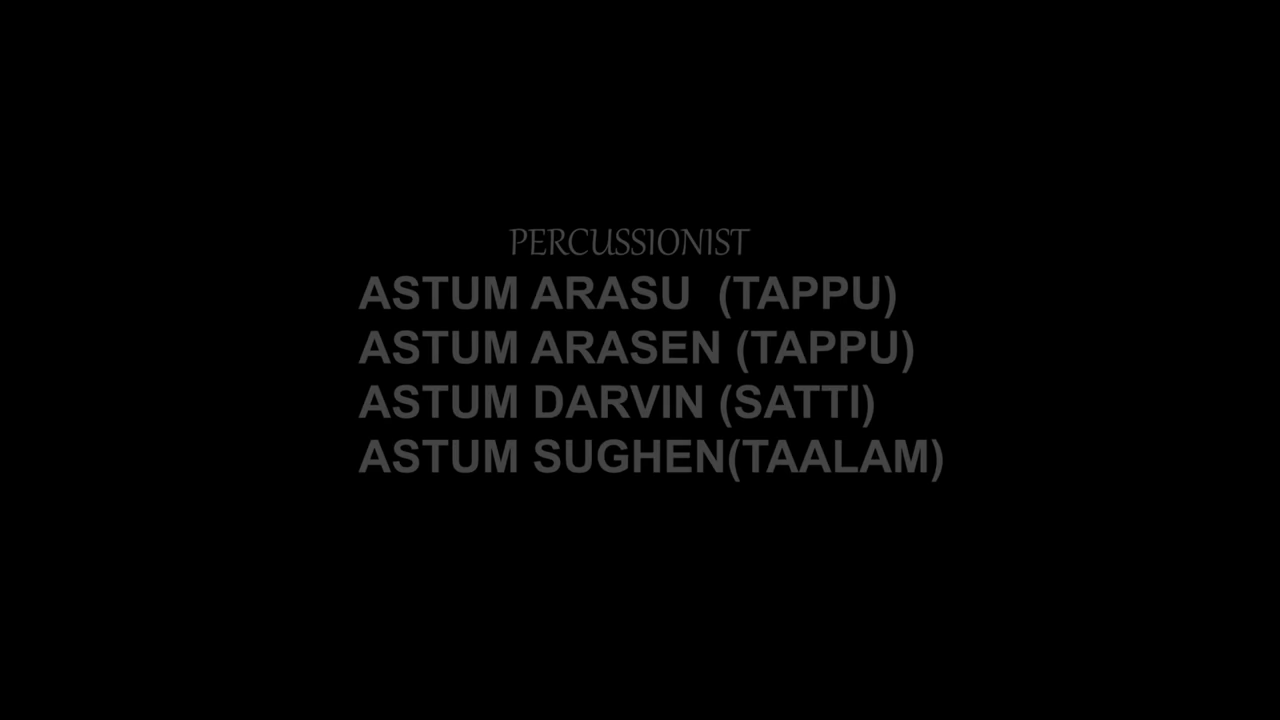 PERCUSSIONIST
ASTUM ARASU (TAPPU)
ASTUM ARASEN (TAPPU)
ASTUM DARVIN (SATTI)
ASTUM SUGHEN(TAALAM)